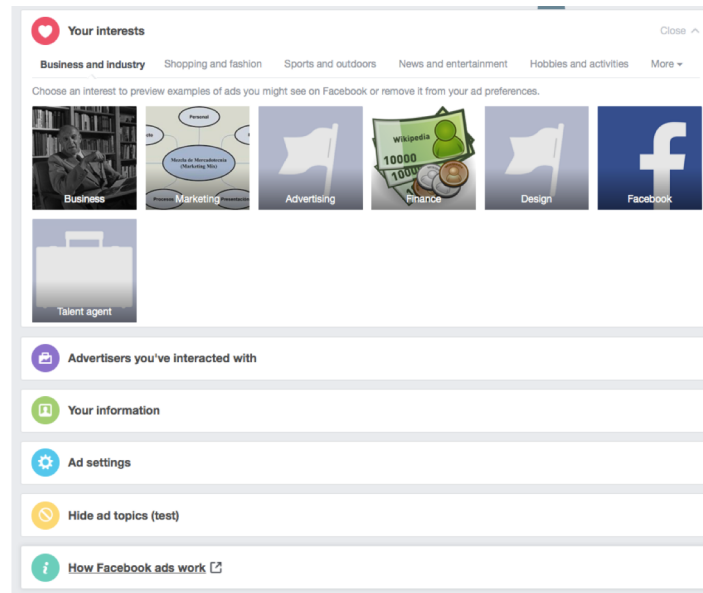 Your interests
Close
Business and industry
Shopping and fashion
Sports and outdoors
News and entertainment
Hobbies and activities
More
Choose an interest to preview examples of ads you might see on Facebook or remove it from your ad preferences.
Business
Personal
Mezcla de Mercadotecnia
(Marketing Mix)
Marketing
Advertising
Wikipedia
10000
Finance
Design
Facebook
Talent agent
Advertisers you've interacted with
Your information
Ad settings
Hide ad topics (test)
How Facebook ads work